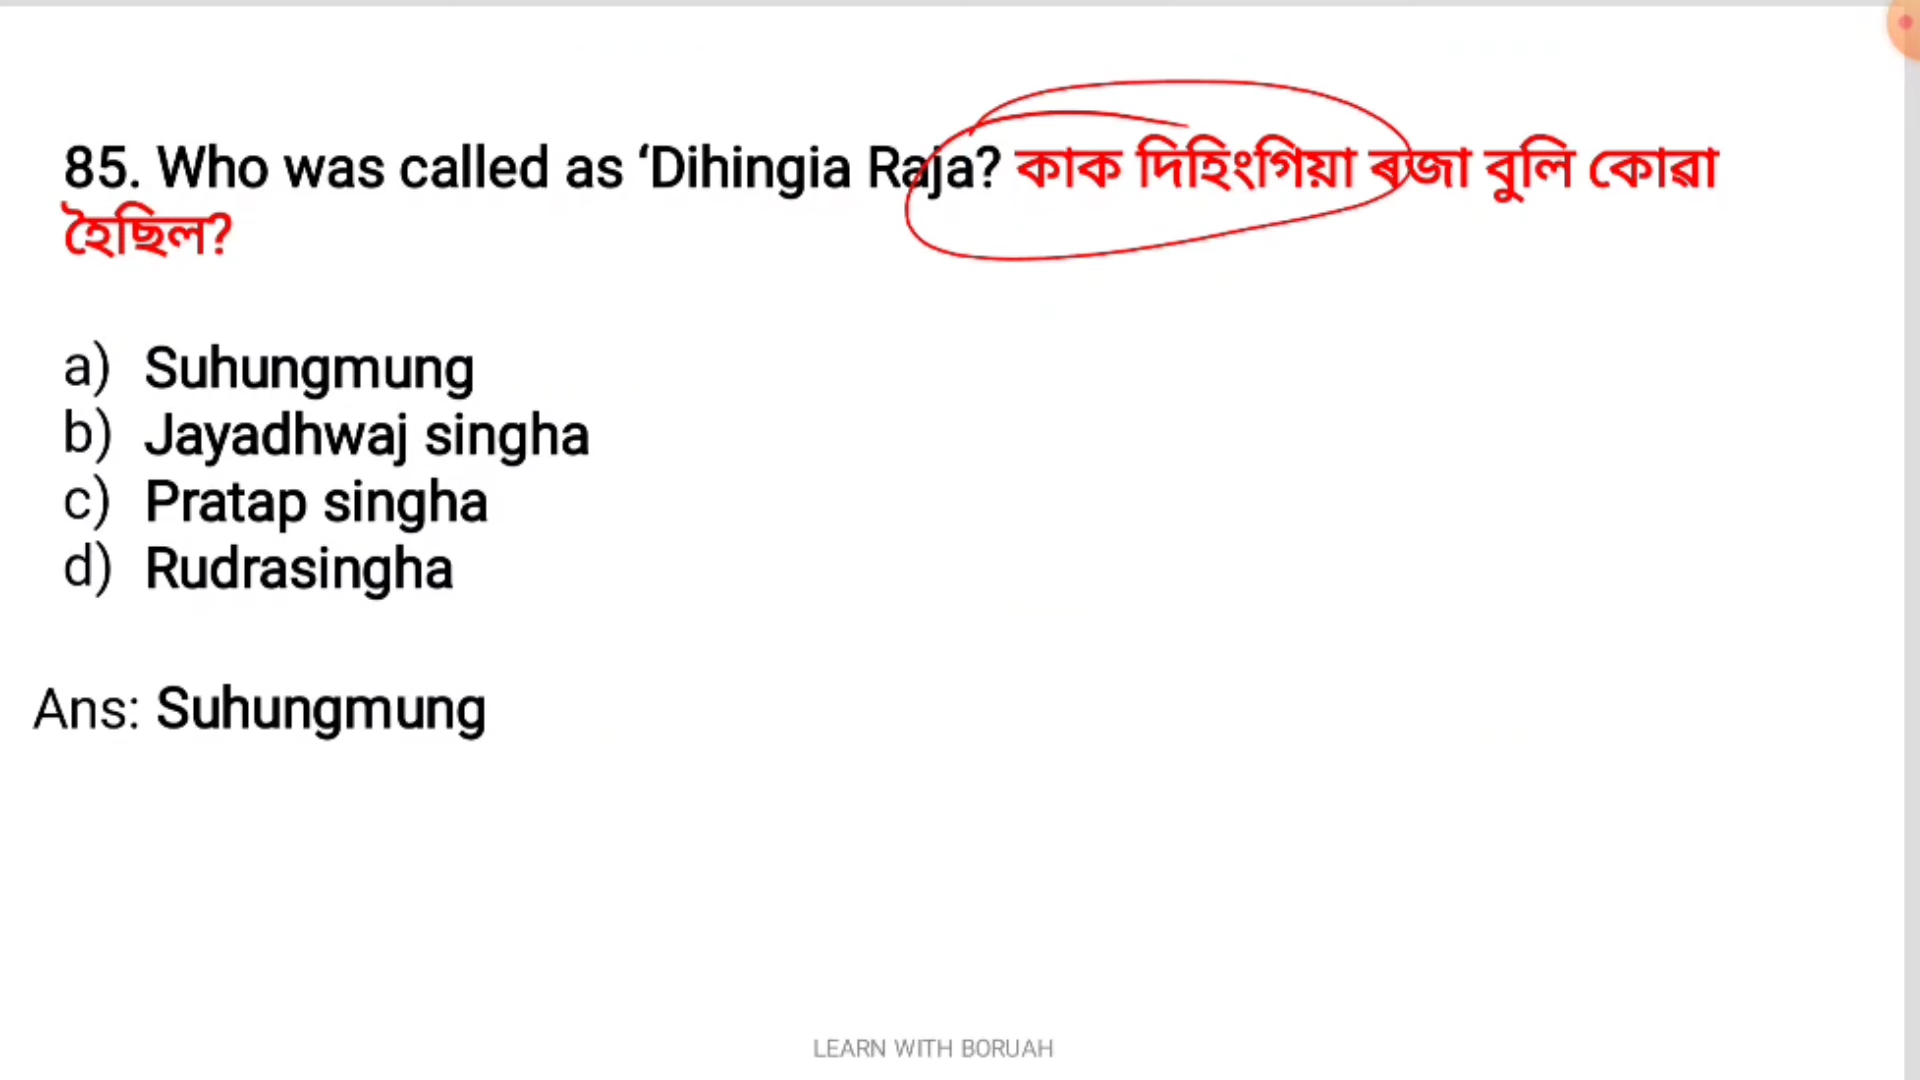 85. Who was called as ‘Dihingia Raja? কাক দিহিংগিয়া ৰজা বুলি কোৱা
হৈছিল?
a) Suhungmung
b) Jayadhwaj singha
c) Pratap singha
d) Rudrasingha
Ans: Suhungmung
LEARN WITH BORUAH